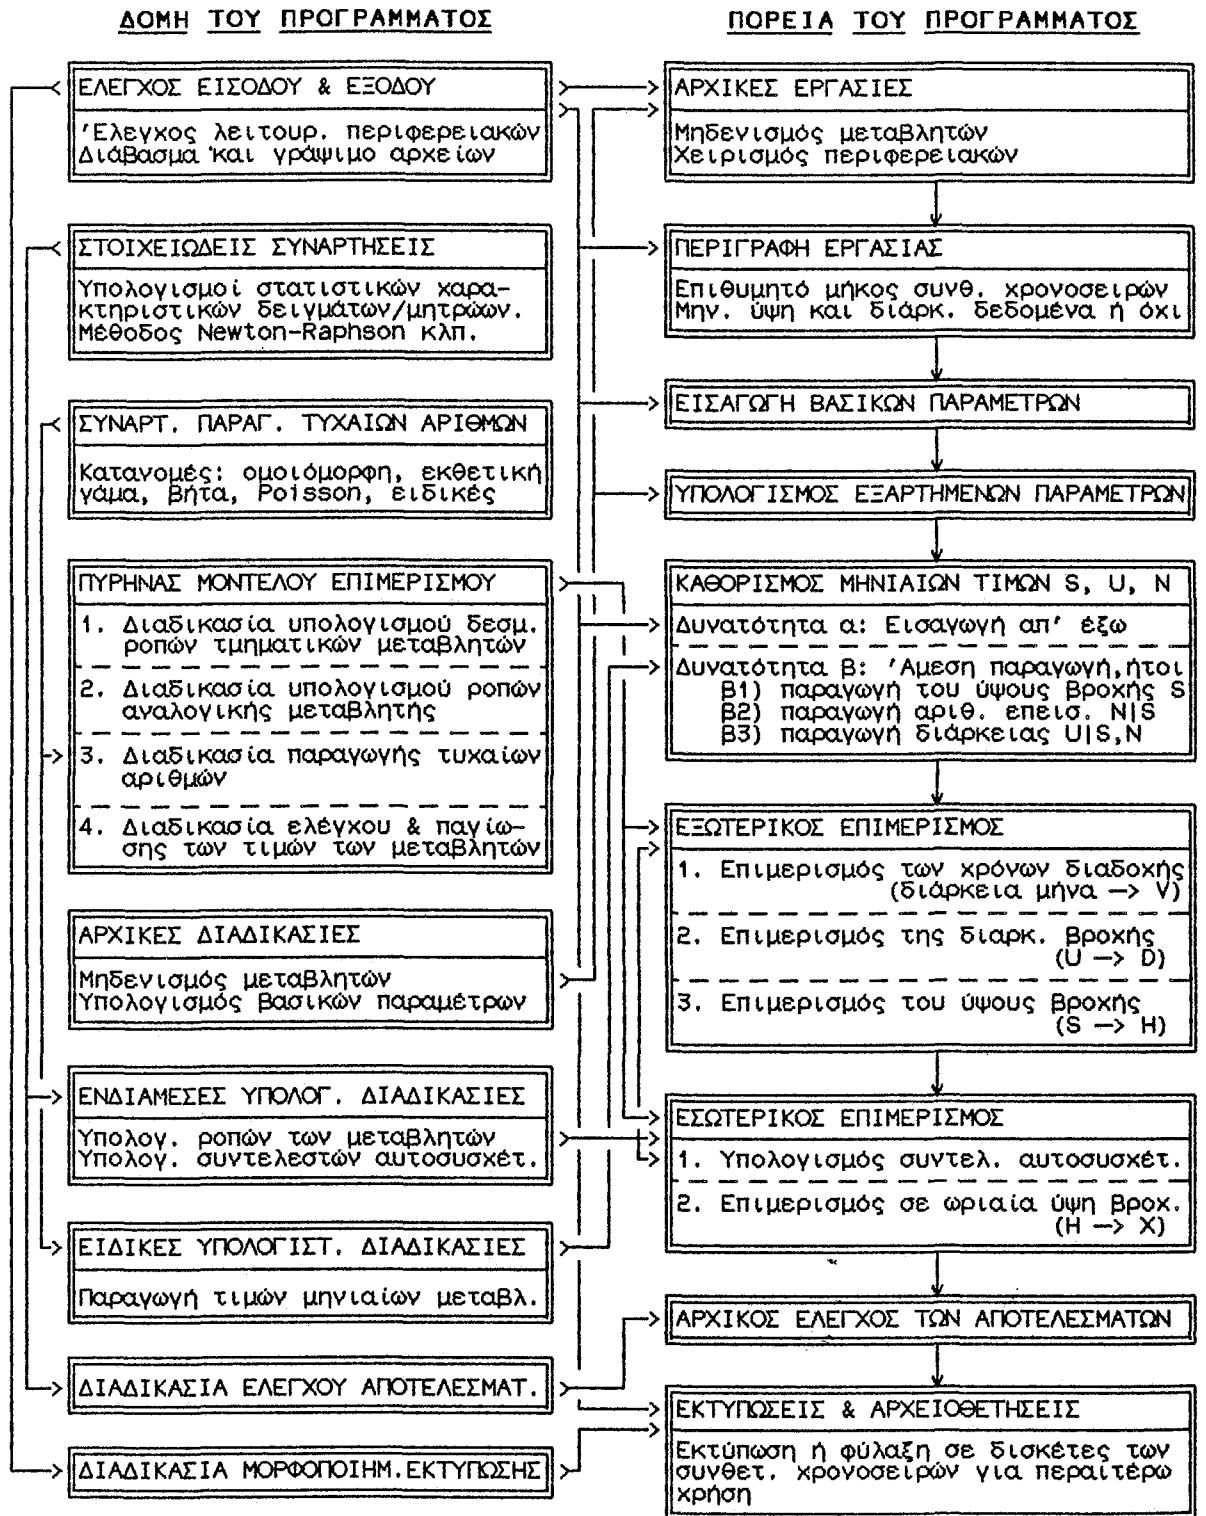 ΔΟΜΗ ΤΟΥ ΠΡΟΓΡΑΜΜΑΤΟΣ
ΕΛΕΓΧΟΣ ΕΙΣΟΔΟΥ & ΕΞΟΔΟΥ
'Ελεγχος λειτουρ. περιφερειακών
Διάβασμα και γράψιμο αρχείων
ΣΤΟΙΧΕΙΩΔΕΙΣ ΣΥΝΑΡΤΗΣΕΙΣ
Υπολογισμοί στατιστικών χαρα-
κτηριστικών δειγμάτων/μητρώων.
Μέθοδος Newton-Raphson κλπ.
ΣΥΝΑΡΤ. ΠΑΡΑΓ. ΤΥΧΑΙΩΝ ΑΡΙΘΜΩΝ
Κατανομές: ομοιόμορφη, εκθετική
γάμα, βήτα, Poisson, ειδικές
ΠΥΡΗΝΑΣ ΜΟΝΤΕΛΟΥ ΕΠΙΜΕΡΙΣΜΟΥ
1. Διαδικασία υπολογισμού δεσμ.
ροπών τμηματικών μεταβλητών
2. Διαδικασία υπολογισμού ροπών
αναλογικής μεταβλητής
3. Διαδικασία παραγωγής τυχαίων
αριθμών
4. Διαδικασία ελέγχου & παγίω-
σης των τιμών των μεταβλητών
ΑΡΧΙΚΕΣ ΔΙΑΔΙΚΑΣΙΕΣ
Μηδενισμός μεταβλητών
Υπολογισμός βασικών παραμέτρων
ΕΝΔΙΑΜΕΣΕΣ ΥΠΟΛΟΓ. ΔΙΑΔΙΚΑΣΙΕΣ
Υπολογ. ροπών των μεταβλητών
Υπολογ. συντελεστών αυτοσυσχέτ.
ΕΙΔΙΚΕΣ ΥΠΟΛΟΓΙΣΤ. ΔΙΑΔΙΚΑΣΙΕΣ
Παραγωγή τιμών μηνιαίων μεταβλ.
ΔΙΑΔΙΚΑΣΙΑ ΕΛΕΓΧΟΥ ΑΠΟΤΕΛΕΣΜΑΤ.
ΔΙΑΔΙΚΑΣΙΑ ΜΟΡΦΟΠΟΙΗΜ.ΕΚΤΥΠΩΣΗΣ
ΠΟΡΕΙΑ ΤΟΥ ΠΡΟΓΡΑΜΜΑΤΟΣ
ΑΡΧΙΚΕΣ ΕΡΓΑΣΙΕΣ
Μηδενισμός μεταβλητών
Χειρισμός περιφερειακών
ΠΕΡΙΓΡΑΦΗ ΕΡΓΑΣΙΑΣ
Επιθυμητό μήκος συνθ. χρονοσειρών
Μην. ύψη και διάρκ. δεδομένα ή όχι
ΕΙΣΑΓΩΓΗ ΒΑΣΙΚΩΝ ΠΑΡΑΜΕΤΡΩΝ
ΥΠΟΛΟΓΙΣΜΟΣ ΕΞΑΡΤΗΜΕΝΩΝ ΠΑΡΑΜΕΤΡΩΝ
ΚΑΘΟΡΙΣΜΟΣ ΜΗΝΙΑΙΩΝ ΤΙΜΩΝ S, U, N
Δυνατότητα α: Εισαγωγή απ' έξω
Δυνατότητα β: 'Αμεση παραγωγή,ήτοι
β1) παραγωγή του ύψους βροχής S
β2) παραγωγή αριθ. επεισ. N|S
β3) παραγωγή διάρκειας U|S,N
ΕΞΩΤΕΡΙΚΟΣ ΕΠΙΜΕΡΙΣΜΟΣ
1. Επιμερισμός των χρόνων διαδοχής
(διάρκεια μήνα —> V)
2. Επιμερισμός της διαρκ. βροχής
(U —> D)
3. Επιμερισμός του ύψους βροχής
(S —> H)
ΕΣΩΤΕΡΙΚΟΣ ΕΠΙΜΕΡΙΣΜΟΣ
1. Υπολογισμός συντελ. αυτοσυσχέτ.
2. Επιμερισμός σε ωριαία ύψη βροχ.
(H —> X)
ΑΡΧΙΚΟΣ ΕΛΕΓΧΟΣ ΤΩΝ ΑΠΟΤΕΛΕΣΜΑΤΩΝ
ΕΚΤΥΠΩΣΕΙΣ & ΑΡΧΕΙΟΘΕΤΗΣΕΙΣ
Εκτύπωση ή φύλαξη σε δισκέτες των
συνθετ. χρονοσειρών για περαιτέρω
χρήση